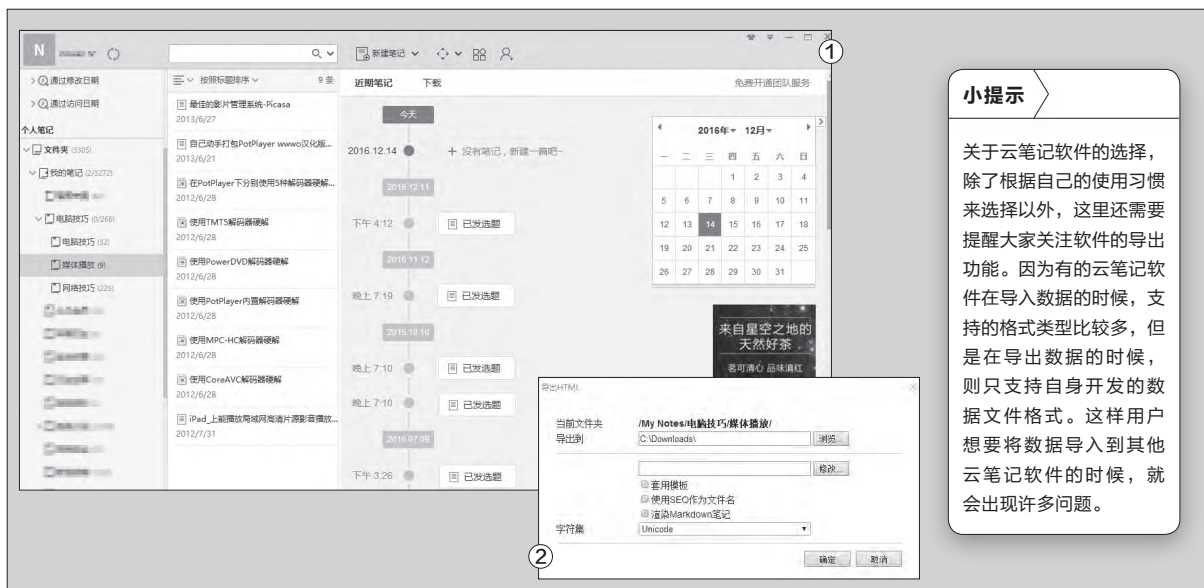 N
新建笔记
①
通过修改日期
通过访问日期
个人笔记
文件夹 (3305)
我的笔记 (2/3272)
电脑技巧 (0/266)
电脑技巧 (32)
媒体播放 (9)
网络技巧 (225)
按照标题排序
9 条
最佳的影片管理系统-Picasa
2013/6/27
自己动手打包PotPlayer wwwo汉化版...
2013/6/21
在PotPlayer下分别使用5种解码器硬解...
2012/6/28
使用TMT5解码器硬解
2012/6/28
使用PowerDVD解码器硬解
2012/6/28
使用PotPlayer内置解码器硬解
2012/6/28
使用MPC-HC解码器硬解
2012/6/28
使用CoreAVC解码器硬解
2012/6/28
iPad_上能播放局域网高清片源影音播放...
2012/7/31
近期笔记 下载
免费开通团队服务
今天
2016.12.14
+ 没有笔记，新建一篇吧~
2016.12.11
下午 4:12
已发选题
2016.11.12
晚上 7:19
已发选题
2016.10.10
晚上 7:10
已发选题
晚上 7:10
已发选题
2016.07.09
下午 3:26
已发选题
2016年 12月
一 二 三 四 五 六 日
1 2 3 4
5 6 7 8 9 10 11
12 13 14 15 16 17 18
19 20 21 22 23 24 25
26 27 28 29 30 31
来自星空之地的
天然好茶
茗可清心 品味滇红
导出HTML
当前文件夹 /My Notes/电脑技巧/媒体播放/
导出到 C:\Downloads\ 浏览...
修改...
套用模板
使用SEO作为文件名
渲染Markdown笔记
字符集 Unicode
确定 取消
②
小提示
关于云笔记软件的选择，
除了根据自己的使用习惯
来选择以外，这里还需要
提醒大家关注软件的导出
功能。因为有的云笔记软
件在导入数据的时候，支
持的格式类型比较多，但
是在导出数据的时候，
则只支持自身开发的数
据文件格式。这样用户
想要将数据导入到其他
云笔记软件的时候，就
会出现许多问题。